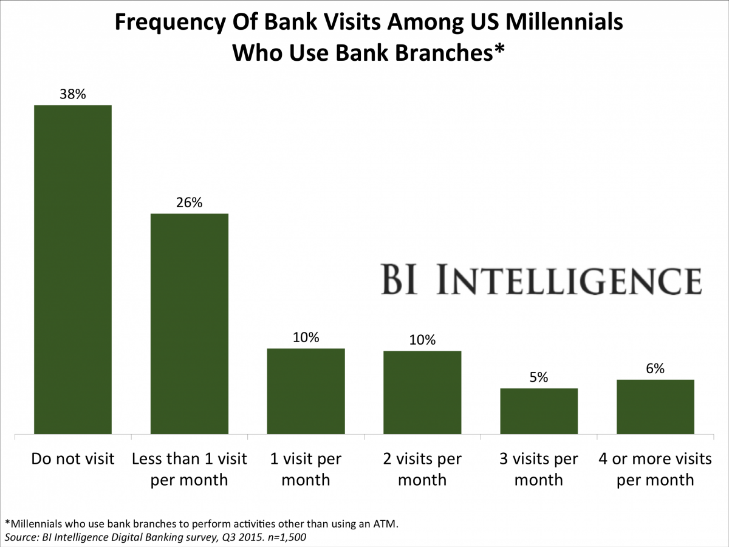 Frequency Of Bank Visits Among US Millennials
Who Use Bank Branches*
38%
26%
10%
10%
5%
6%
BI INTELLIGENCE
Do not visit
Less than 1 visit
per month
1 visit per
month
2 visits per
month
3 visits per
month
4 or more visits
per month
*Millennials who use bank branches to perform activities other than using an ATM.
Source: BI Intelligence Digital Banking survey, Q3 2015. n=1,500